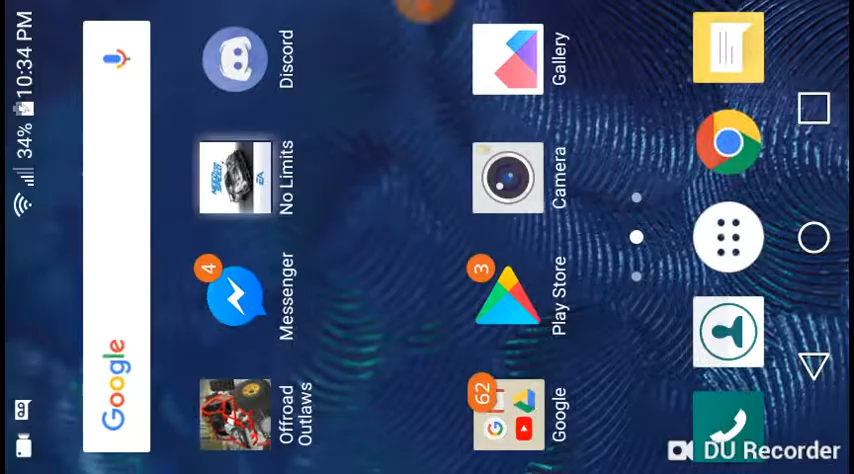 34% 10:34 PM
Google
Offroad
Outlaws
4
Messenger
No Limits
Discord
62
Google
3
Play Store
Camera
Gallery
DU Recorder